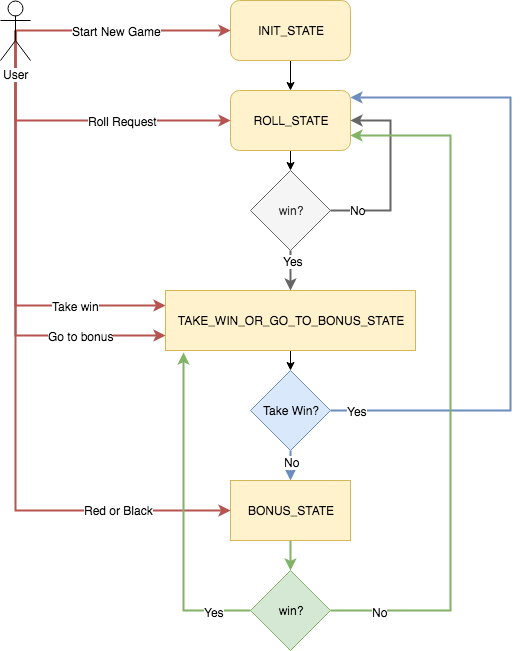 Start New Game
INIT_STATE
User
Roll Request
ROLL_STATE
win?
No
Yes
Take win
TAKE_WIN_OR_GO_TO_BONUS_STATE
Go to bonus
Take Win?
Yes
No
Red or Black
BONUS_STATE
Yes
win?
No